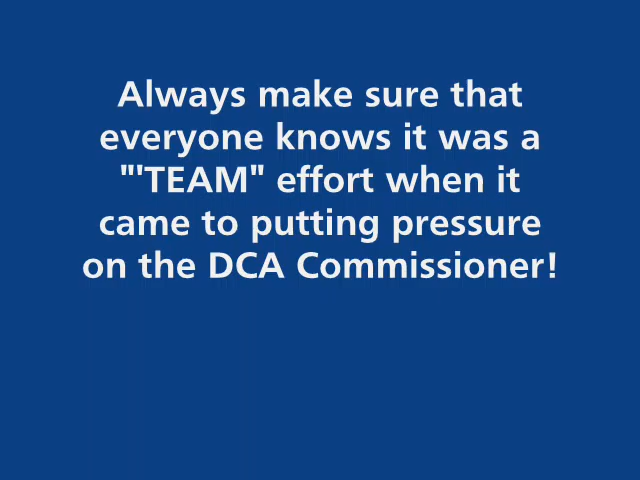 Always make sure that
everyone knows it was a
"'TEAM" effort when it
came to putting pressure
on the DCA Commissioner!